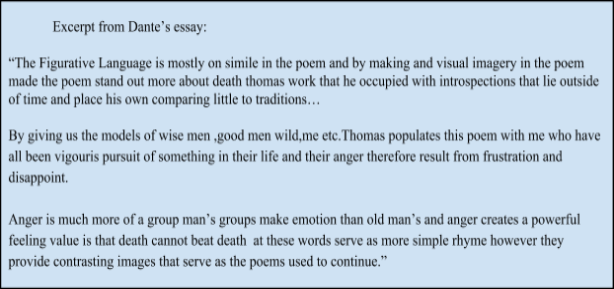 Excerpt from Dante’s essay:
“The Figurative Language is mostly on simile in the poem and by making and visual imagery in the poem
made the poem stand out more about death thomas work that he occupied with introspections that lie outside
of time and place his own comparing little to traditions…
By giving us the models of wise men ,good men wild,me etc.Thomas populates this poem with me who have
all been vigouris pursuit of something in their life and their anger therefore result from frustration and
disappoint.
Anger is much more of a group man’s groups make emotion than old man’s and anger creates a powerful
feeling value is that death cannot beat death  at these words serve as more simple rhyme however they
provide contrasting images that serve as the poems used to continue.”